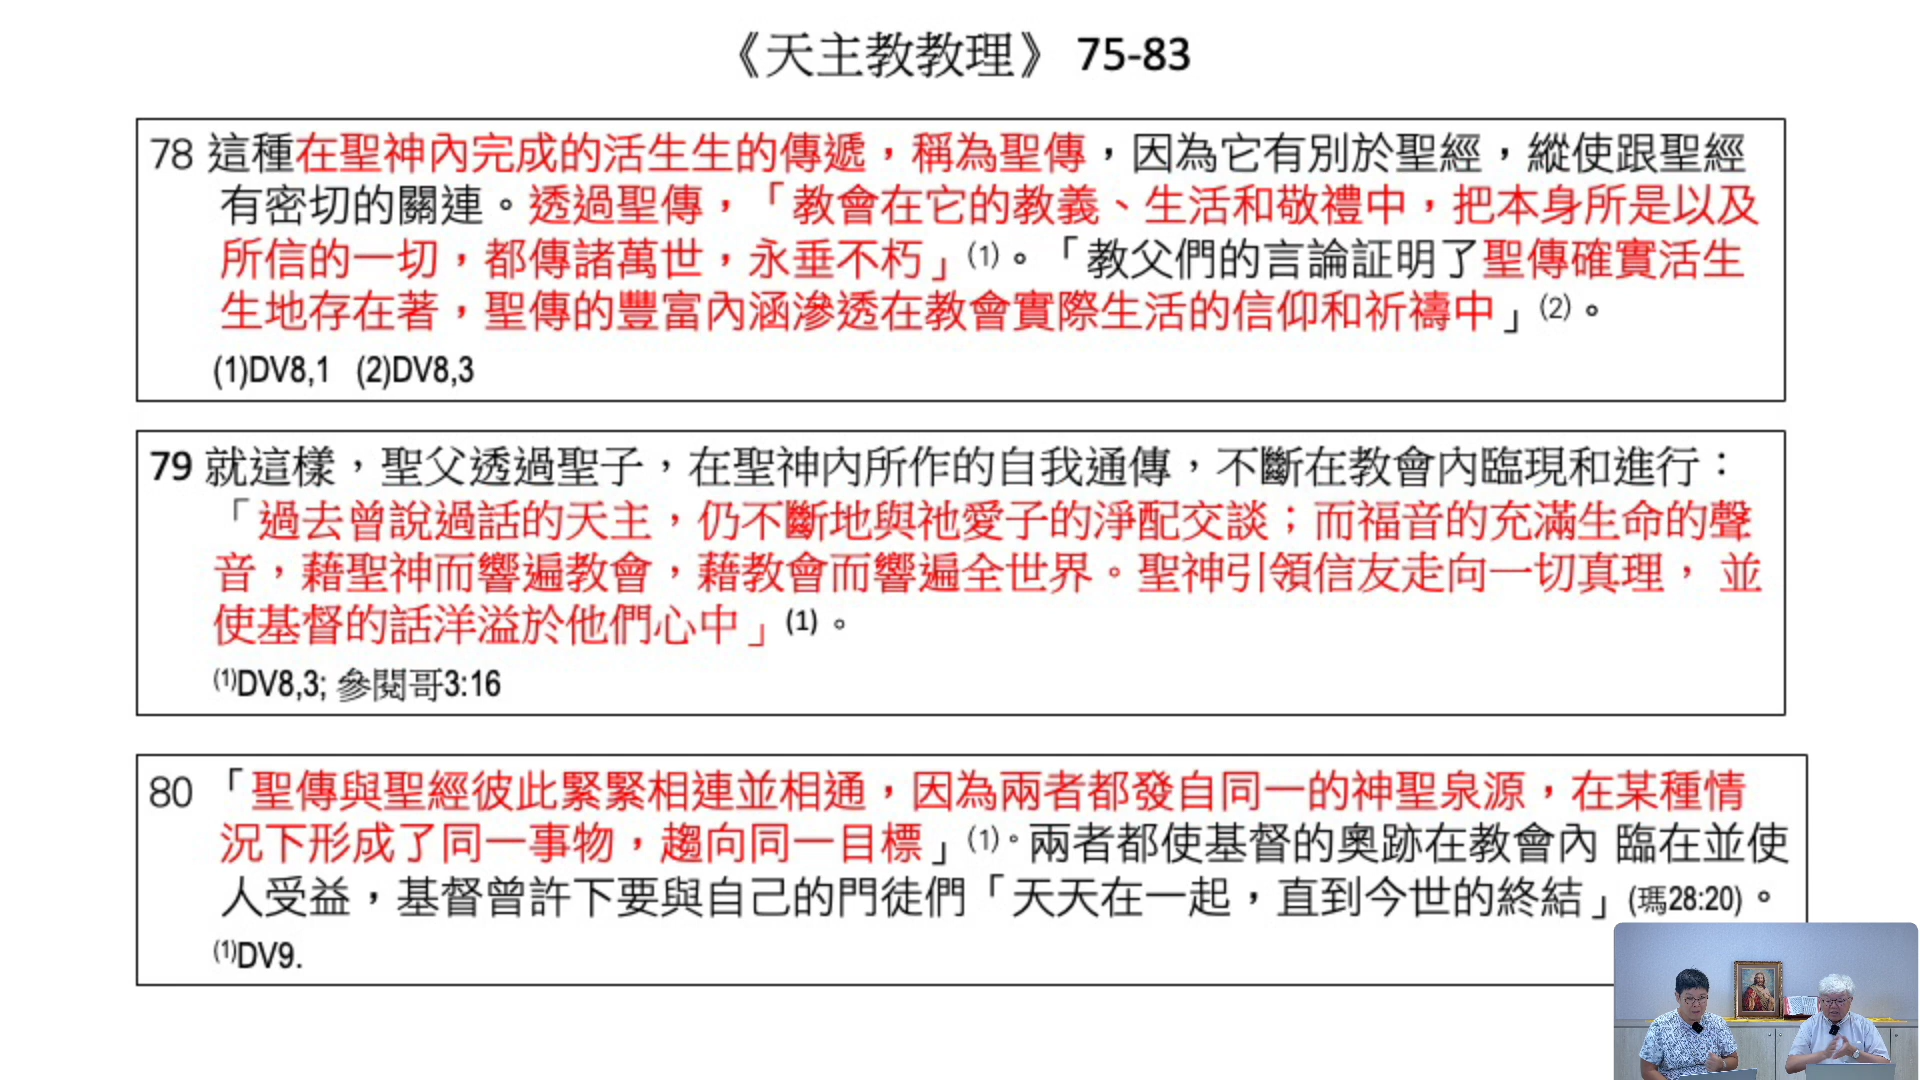 《天主教教理》 75-83
78 這種在聖神內完成的活生生的傳遞，稱為聖傳，因為它有別於聖經，縱使跟聖經
有密切的關連。透過聖傳，「教會在它的教義、生活和敬禮中，把本身所是以及
所信的一切，都傳諸萬世，永垂不朽」(1)。「教父們的言論証明了聖傳確實活生
生地存在著，聖傳的豐富內涵滲透在教會實際生活的信仰和祈禱中」(2)。
(1)DV8,1 (2)DV8,3
79 就這樣，聖父透過聖子，在聖神內所作的自我通傳，不斷在教會內臨現和進行：
「過去曾說過話的天主，仍不斷地與祂愛子的淨配交談；而福音的充滿生命的聲
音，藉聖神而響遍教會，藉教會而響遍全世界。聖神引領信友走向一切真理， 並
使基督的話洋溢於他們心中」(1) 。
(1)DV8,3; 參閱哥3:16
80 「聖傳與聖經彼此緊緊相連並相通，因為兩者都發自同一的神聖泉源，在某種情
況下形成了同一事物，趨向同一目標」(1)。兩者都使基督的奧跡在教會內 臨在並使
人受益，基督曾許下要與自己的門徒們「天天在一起，直到今世的終結」(瑪28:20) 。
(1)DV9.